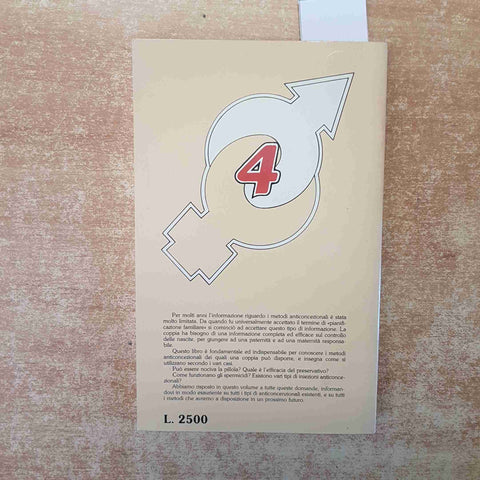 4
Per molti anni l'informazione riguardo i metodi anticoncezionali è stata
molto limitata. Da quando fu universalmente accettato il termine di «pianifi-
cazione familiare» si cominciò ad accettare questo tipo di informazione. La
coppia ha bisogno di una informazione completa ed efficace sul controllo
delle nascite, per giungere ad una paternità e ad una maternità responsa-
bile.
Questo libro è fondamentale ed indispensabile per conoscere i metodi
anticoncezionali dei quali una coppia può disporre, e insegna come si
utilizzano secondo i vari casi.
Può essere nociva la pillola? Quale è l'efficacia del preservativo?
Come funzionano gli spermicidi? Esistono vari tipi di iniezioni anticonce-
zionali?
Abbiamo risposto in questo volume a tutte queste domande, informan-
dovi in modo esauriente su tutti i tipi di anticoncezionali esistenti, e su tutti
i metodi che avremo a disposizione in un prossimo futuro.
L. 2500